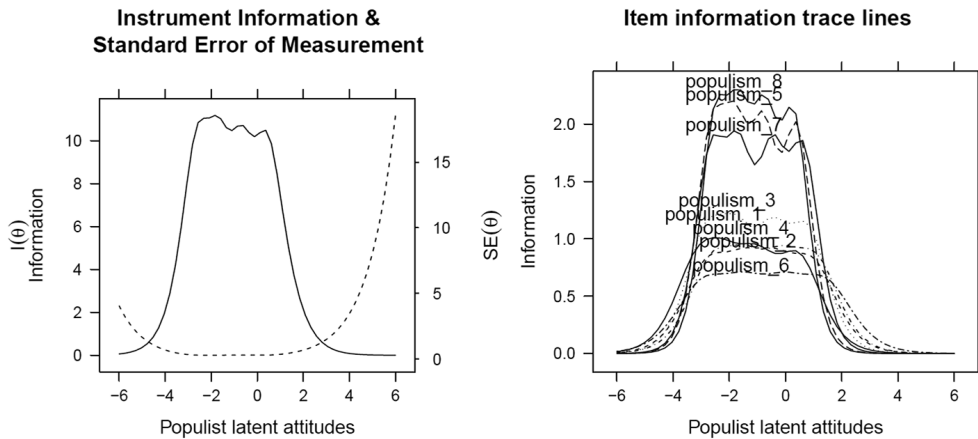 Instrument Information &
Standard Error of Measurement
I(θ)
Information
10
8
6
4
2
0
SE(θ)
15
10
5
0
−6 −4 −2 0 2 4 6
Populist latent attitudes
Item information trace lines
Information
2.0
1.5
1.0
0.5
0.0
populism_8
populism_5
populism_7
populism_3
populism_1
populism_4
populism_2
populism_6
−6 −4 −2 0 2 4 6
Populist latent attitudes